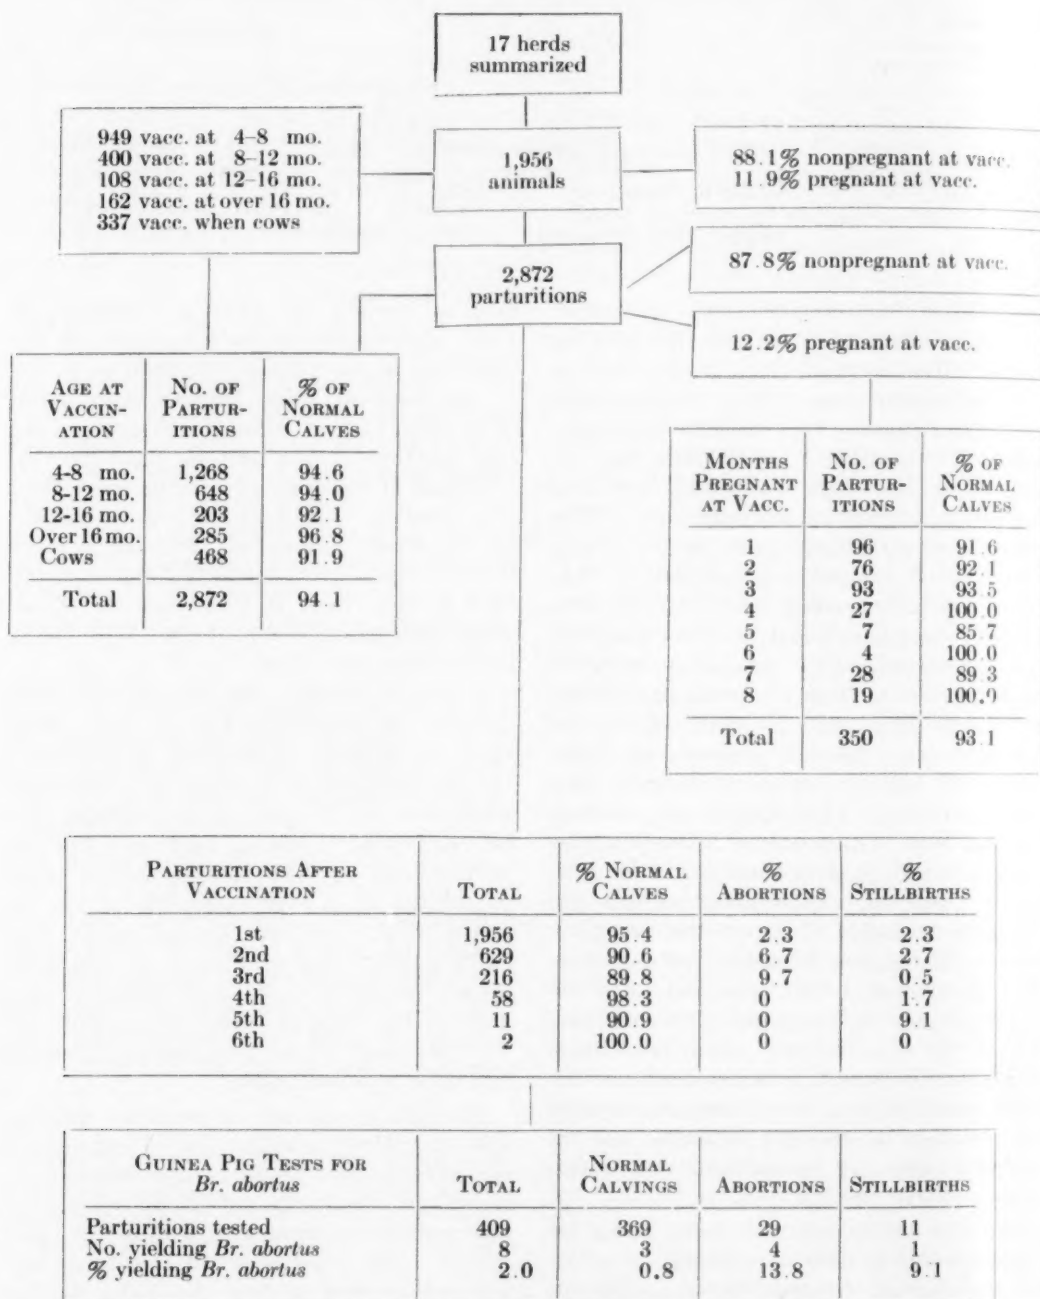 17 herds
summarized
949 vacc. at 4–8 mo.
400 vacc. at 8–12 mo.
108 vacc. at 12–16 mo.
162 vacc. at over 16 mo.
337 vacc. when cows
1,956
animals
88.1% nonpregnant at vacc.
11.9% pregnant at vacc.
2,872
parturitions
87.8% nonpregnant at vacc.
12.2% pregnant at vacc.
AGE AT VACCIN-ATION | NO. OF PARTUR-ITIONS | % OF NORMAL CALVES
4-8 mo. 1,268 94.6
8-12 mo. 648 94.0
12-16 mo. 203 92.1
Over 16 mo. 285 96.8
Cows 468 91.9
Total 2,872 94.1
MONTHS PREGNANT AT VACC. | NO. OF PARTUR-ITIONS | % OF NORMAL CALVES
1 96 91.6
2 76 92.1
3 93 93.5
4 27 100.0
5 7 85.7
6 4 100.0
7 28 89.3
8 19 100.0
Total 350 93.1
PARTURITIONS AFTER VACCINATION | TOTAL | % NORMAL CALVES | % ABORTIONS | % STILLBIRTHS
1st 1,956 95.4 2.3 2.3
2nd 629 90.6 6.7 2.7
3rd 216 89.8 9.7 0.5
4th 58 98.3 0 1.7
5th 11 90.9 0 9.1
6th 2 100.0 0 0
GUINEA PIG TESTS FOR Br. abortus | TOTAL | NORMAL CALVINGS | ABORTIONS | STILLBIRTHS
Parturitions tested 409 369 29 11
No. yielding Br. abortus 8 3 4 1
% yielding Br. abortus 2.0 0.8 13.8 9.1